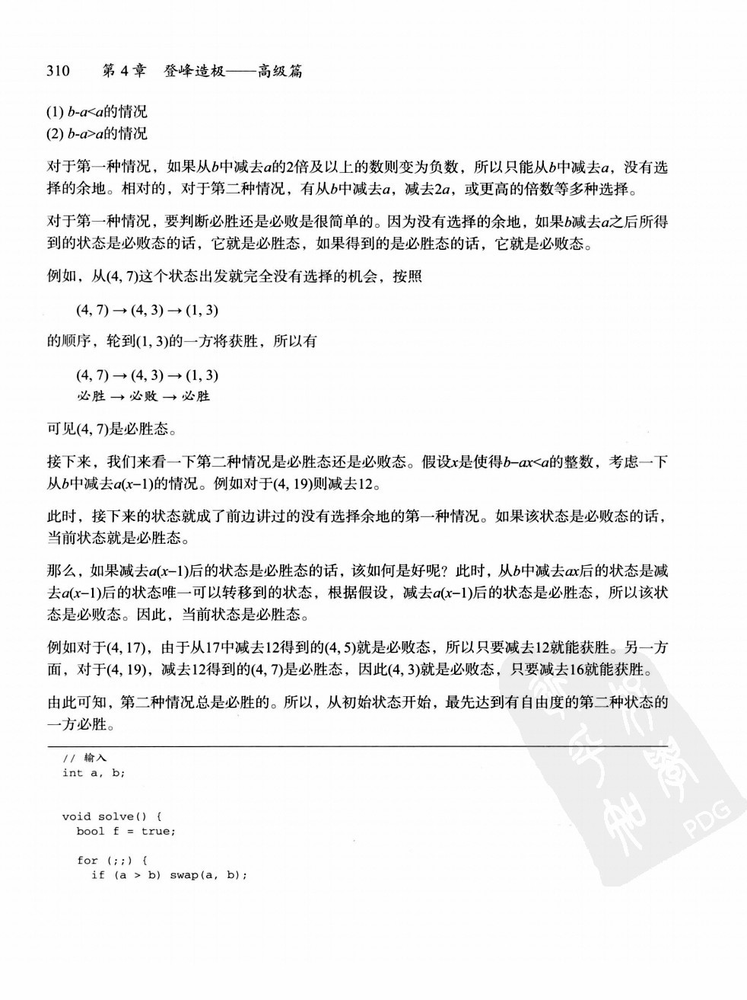 310 第 4 章 登峰造极——高级篇
(1) b-a<a的情况
(2) b-a>a的情况
对于第一种情况，如果从b中减去a的2倍及以上的数则变为负数，所以只能从b中减去a，没有选
择的余地。相对的，对于第二种情况，有从b中减去a，减去2a，或更高的倍数等多种选择。
对于第一种情况，要判断必胜还是必败是很简单的。因为没有选择的余地，如果b减去a之后所得
到的状态是必败态的话，它就是必胜态，如果得到的是必胜态的话，它就是必败态。
例如，从(4, 7)这个状态出发就完全没有选择的机会，按照
(4, 7) → (4, 3) → (1, 3)
的顺序，轮到(1, 3)的一方将获胜，所以有
(4, 7) → (4, 3) → (1, 3)
必胜 → 必败 → 必胜
可见(4, 7)是必胜态。
接下来，我们来看一下第二种情况是必胜态还是必败态。假设x是使得b–ax<a的整数，考虑一下
从b中减去a(x–1)的情况。例如对于(4, 19)则减去12。
此时，接下来的状态就成了前边讲过的没有选择余地的第一种情况。如果该状态是必败态的话，
当前状态就是必胜态。
那么，如果减去a(x–1)后的状态是必胜态的话，该如何是好呢？此时，从b中减去ax后的状态是减
去a(x–1)后的状态唯一可以转移到的状态，根据假设，减去a(x–1)后的状态是必胜态，所以该状
态是必败态。因此，当前状态是必胜态。
例如对于(4, 17)，由于从17中减去12得到的(4, 5)就是必败态，所以只要减去12就能获胜。另一方
面，对于(4, 19)，减去12得到的(4, 7)是必胜态，因此(4, 3)就是必败态，只要减去16就能获胜。
由此可知，第二种情况总是必胜的。所以，从初始状态开始，最先达到有自由度的第二种状态的
一方必胜。
// 输入
int a, b;
void solve() {
bool f = true;
for (;;) {
if (a > b) swap(a, b);
PDG